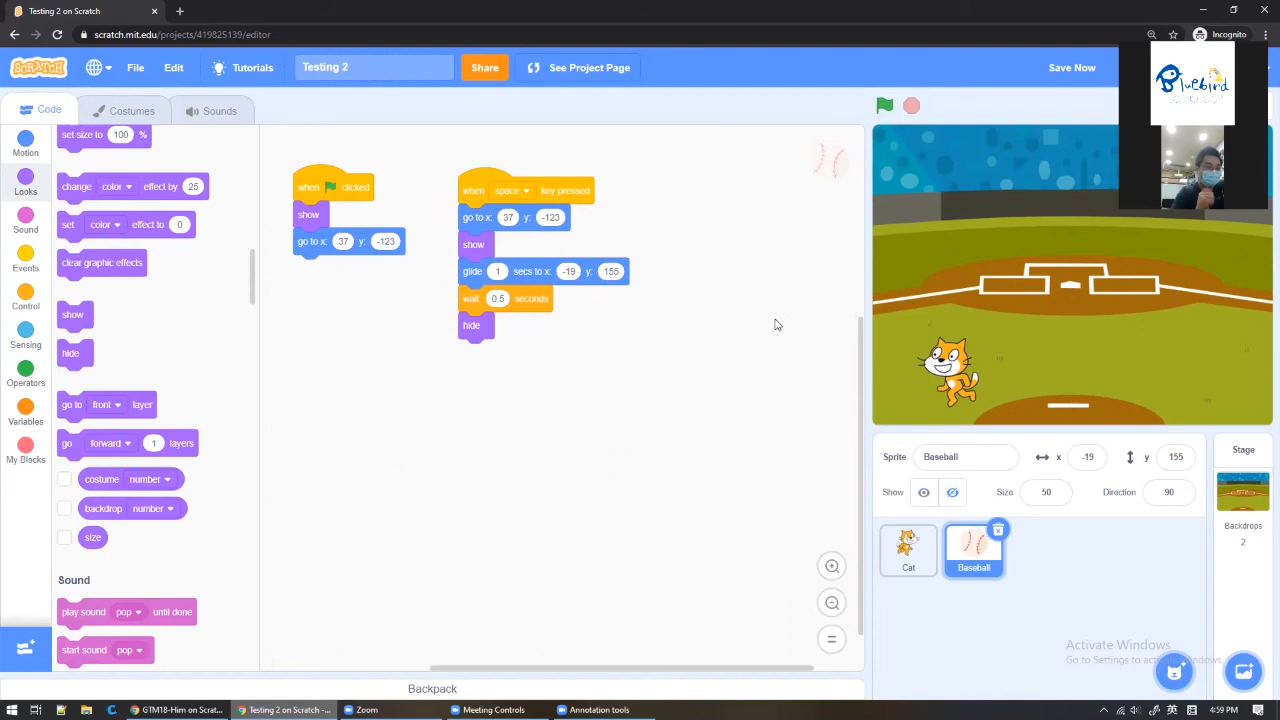 Testing 2 on Scratch
scratch.mit.edu/projects/419825139/editor
Incognito
SCRATCH
File
Edit
Tutorials
Testing 2
Share
See Project Page
Save Now
Bluebird
Code
Costumes
Sounds
Motion
Looks
Sound
Events
Control
Sensing
Operators
Variables
My Blocks
set size to 100 %
change color effect by 25
set color effect to 0
clear graphic effects
show
hide
go to front layer
go forward 1 layers
costume number
backdrop number
size
Sound
play sound pop until done
start sound pop
when clicked
show
go to x: 37 y: -123
when space key pressed
go to x: 37 y: -123
show
glide 1 secs to x: -19 y: 155
wait 0.5 seconds
hide
Sprite Baseball x -19 y 155
Show Size 50 Direction 90
Cat
Baseball
Stage
Backdrops
2
Activate Windows
Go to Settings to activate Windows.
Backpack
GTM18-Him on Scrat...
Testing 2 on Scratch -...
Zoom
Meeting Controls
Annotation tools
英
4:59 PM